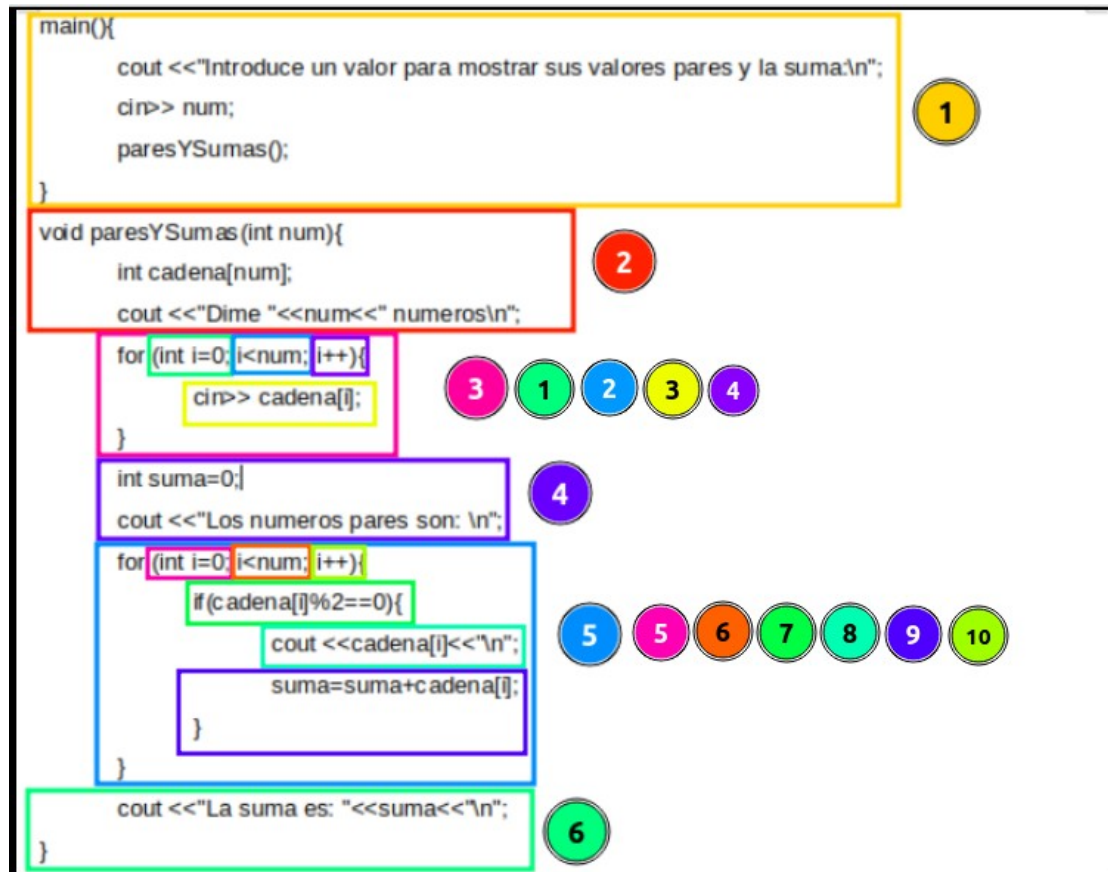 main(){
cout <<"Introduce un valor para mostrar sus valores pares y la suma:\n";
cin>> num;
1
paresYSumas();
}
void paresYSumas(int num){
2
int cadena[num];
cout <<"Dime "<<num<<" numeros\n";
for (int i=0; i<num; i++){
3 1 2 3 4
cin>> cadena[i];
}
int suma=0;
4
cout <<"Los numeros pares son: \n";
for (int i=0; i<num; i++){
if(cadena[i]%2==0){
cout <<cadena[i]<<"\n";
5 5 6 7 8 9 10
suma=suma+cadena[i];
}
}
cout <<"La suma es: "<<suma<<"\n";
6
}